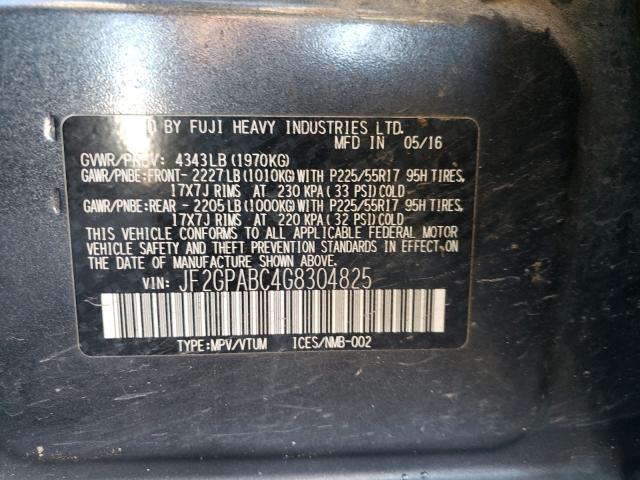 D BY FUJI HEAVY INDUSTRIES LTD.
MFD IN 05/16
GVWR/PNBV: 4343LB (1970KG)
GAWR/PNBE:FRONT- 2227LB (1010KG) WITH P225/55R17 95H TIRES,
17X7J RIMS AT 230 KPA (33 PSI) COLD
GAWR/PNBE:REAR - 2205LB (1000KG) WITH P225/55R17 95H TIRES,
17X7J RIMS AT 220 KPA (32 PSI) COLD
THIS VEHICLE CONFORMS TO ALL APPLICABLE FEDERAL MOTOR
VEHICLE SAFETY AND THEFT PREVENTION STANDARDS IN EFFECT ON
THE DATE OF MANUFACTURE SHOWN ABOVE.
VIN: JF2GPABC4G8304825
TYPE:MPV/VTUM ICES/NMB-002